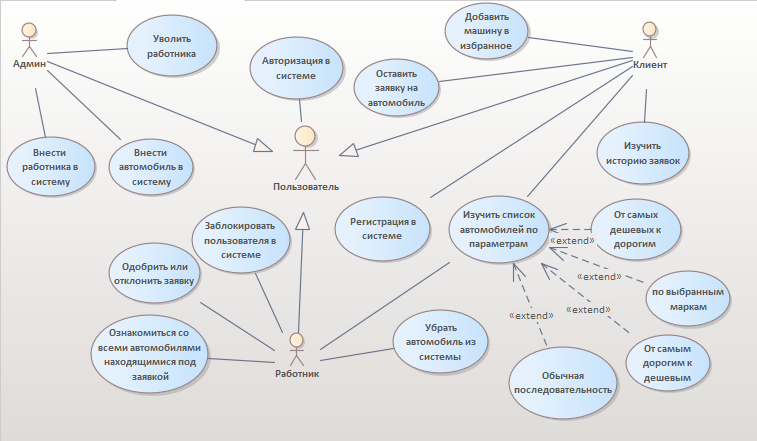 Добавить
машину в
избранное
Уволить
работника
Админ
Авторизация в
системе
Клиент
Оставить
заявку на
автомобиль
Внести
работника в
систему
Внести
автомобиль в
систему
Изучить
историю заявок
Пользователь
Заблокировать
пользователя в
системе
Регистрация в
системе
Изучить список
автомобилей по
параметрам
От самых
дешевых к
дорогим
«extend»
Одобрить или
отклонить заявку
«extend»
по выбранным
маркам
«extend»
«extend»
Ознакомиться со
всеми автомобилями
находящимися под
заявкой
Работник
Убрать
автомобиль из
системы
От самым
дорогим к
дешевым
Обычная
последовательность